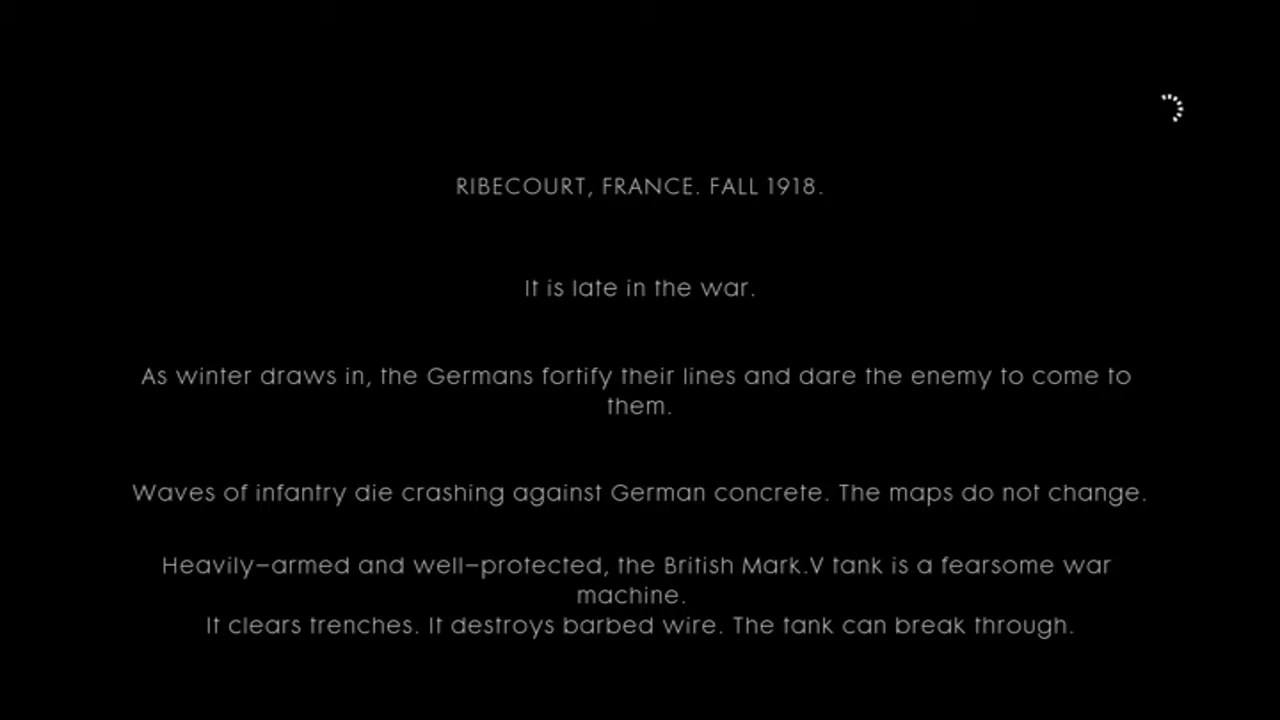 RIBECOURT, FRANCE. FALL 1918.
It is late in the war.
As winter draws in, the Germans fortify their lines and dare the enemy to come to
them.
Waves of infantry die crashing against German concrete. The maps do not change.
Heavily-armed and well-protected, the British Mark.V tank is a fearsome war
machine.
It clears trenches. It destroys barbed wire. The tank can break through.